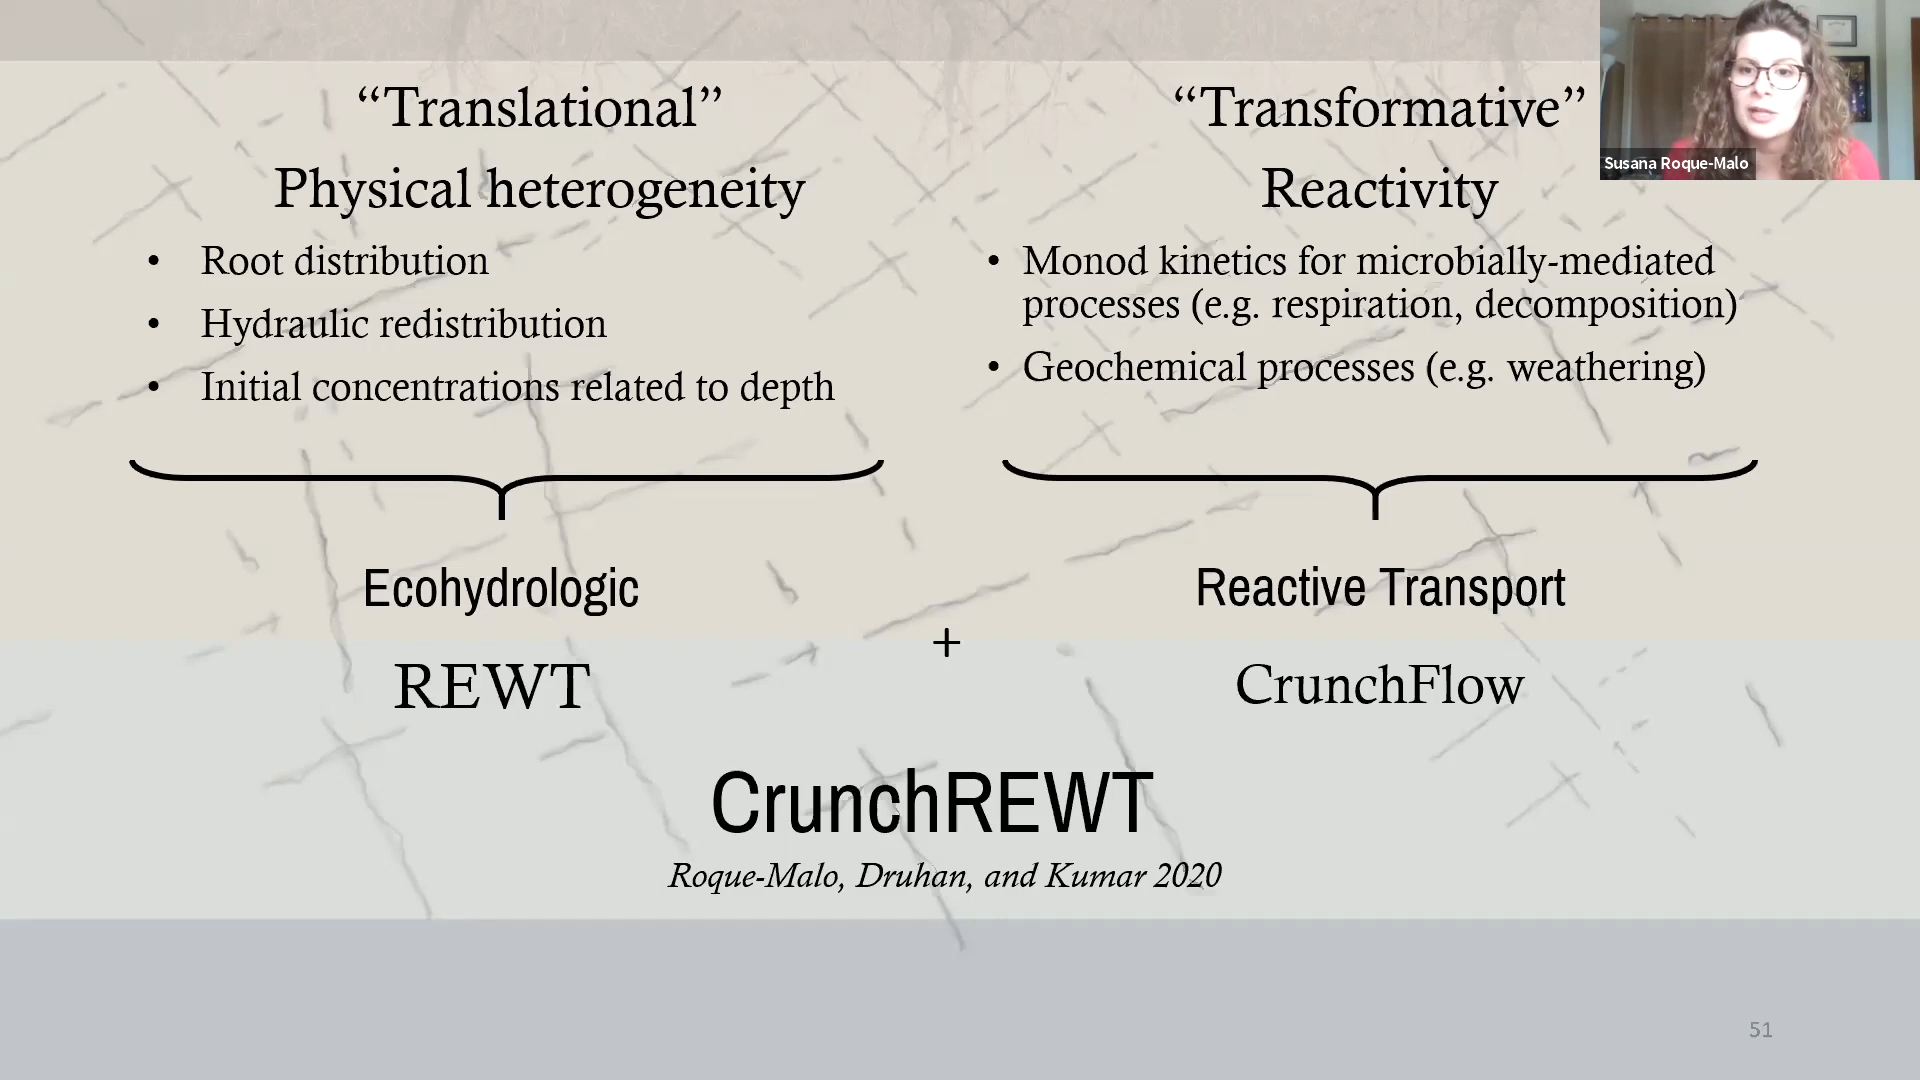 “Translational”
Physical heterogeneity
• Root distribution
• Hydraulic redistribution
• Initial concentrations related to depth
“Transformative”
Reactivity
• Monod kinetics for microbially-mediated
processes (e.g. respiration, decomposition)
• Geochemical processes (e.g. weathering)
Susana Roque-Malo
Ecohydrologic
REWT
+
Reactive Transport
CrunchFlow
CrunchREWT
Roque-Malo, Druhan, and Kumar 2020
51